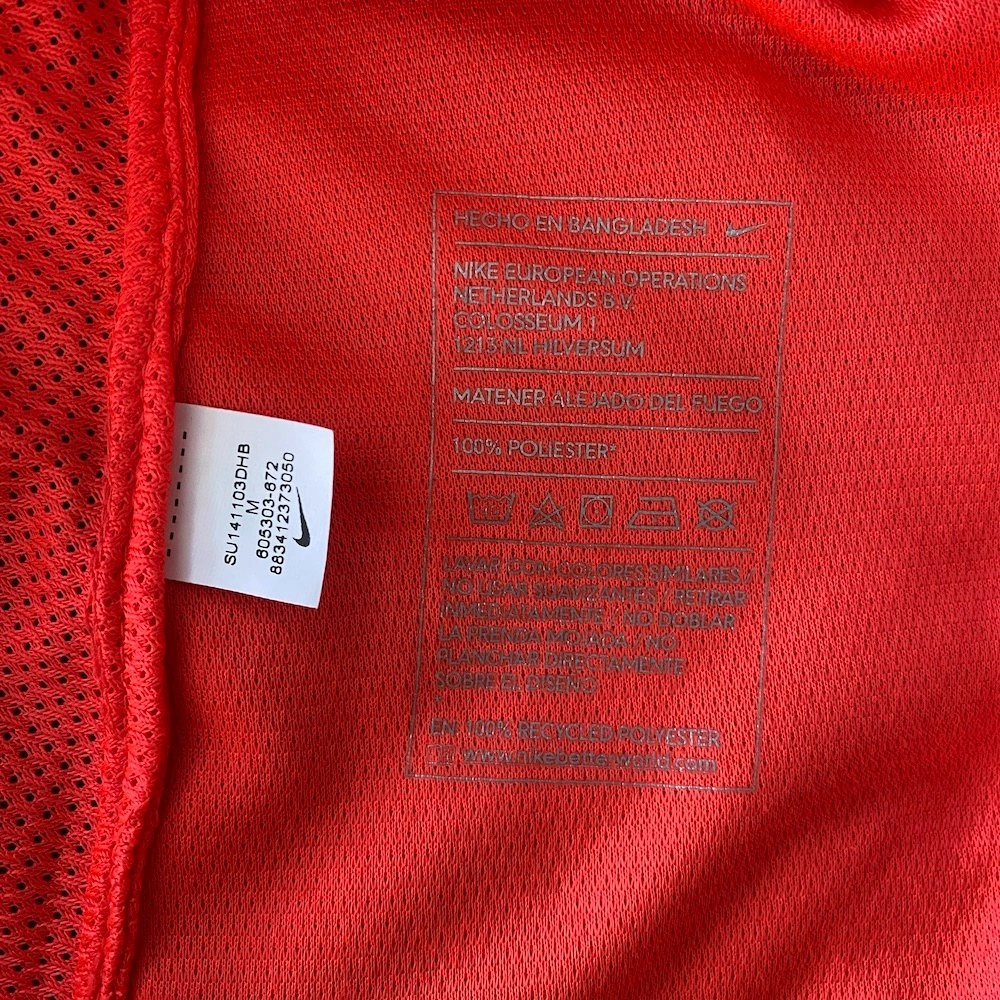 SU141103DHB
M
805303-672
883412373050
HECHO EN BANGLADESH
NIKE EUROPEAN OPERATIONS
NETHERLANDS B.V.
COLOSSEUM 1
1213 NL HILVERSUM
MATENER ALEJADO DEL FUEGO
100% POLIESTER*
LAVAR CON COLORES SIMILARES /
NO USAR SUAVIZANTES / RETIRAR
INMEDIATAMENTE / NO DOBLAR
LA PRENDA MOJADA / NO
PLANCHAR DIRECTAMENTE
SOBRE EL DISEÑO
*
EN: 100% RECYCLED POLYESTER
www.nikebetterworld.com